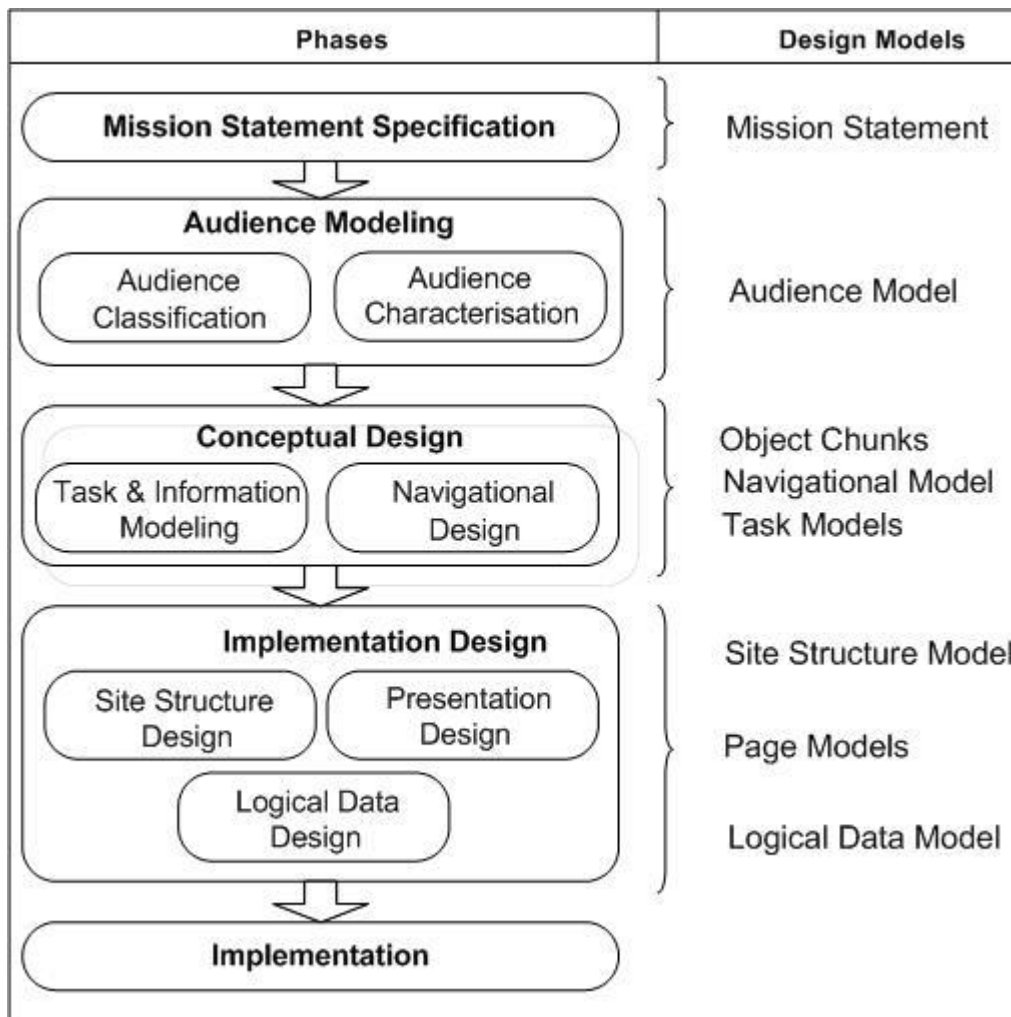 Phases
Design Models
Mission Statement Specification
Mission Statement
Audience Modeling
Audience
Classification
Audience
Characterisation
Audience Model
Conceptual Design
Task & Information
Modeling
Navigational
Design
Object Chunks
Navigational Model
Task Models
Implementation Design
Site Structure
Design
Presentation
Design
Logical Data
Design
Site Structure Model
Page Models
Logical Data Model
Implementation